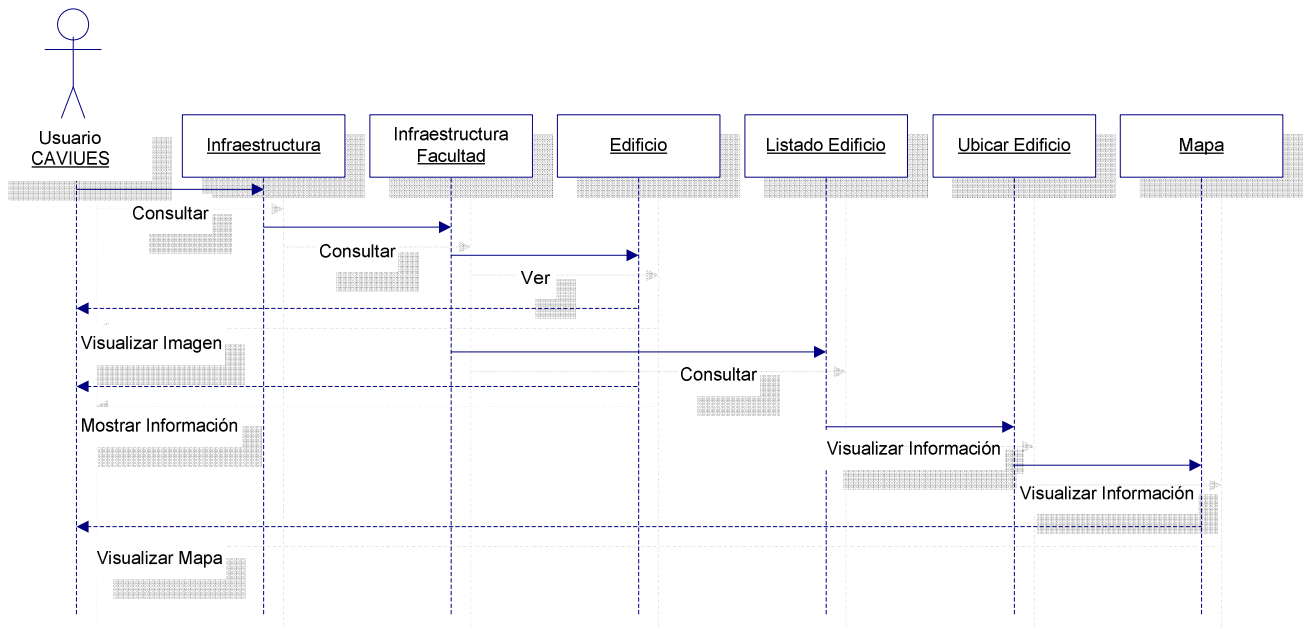 Usuario
CAVIUES
Infraestructura
Infraestructura
Facultad
Edificio
Listado Edificio
Ubicar Edificio
Mapa
Consultar
Consultar
Ver
Visualizar Imagen
Consultar
Mostrar Información
Visualizar Información
Visualizar Información
Visualizar Mapa